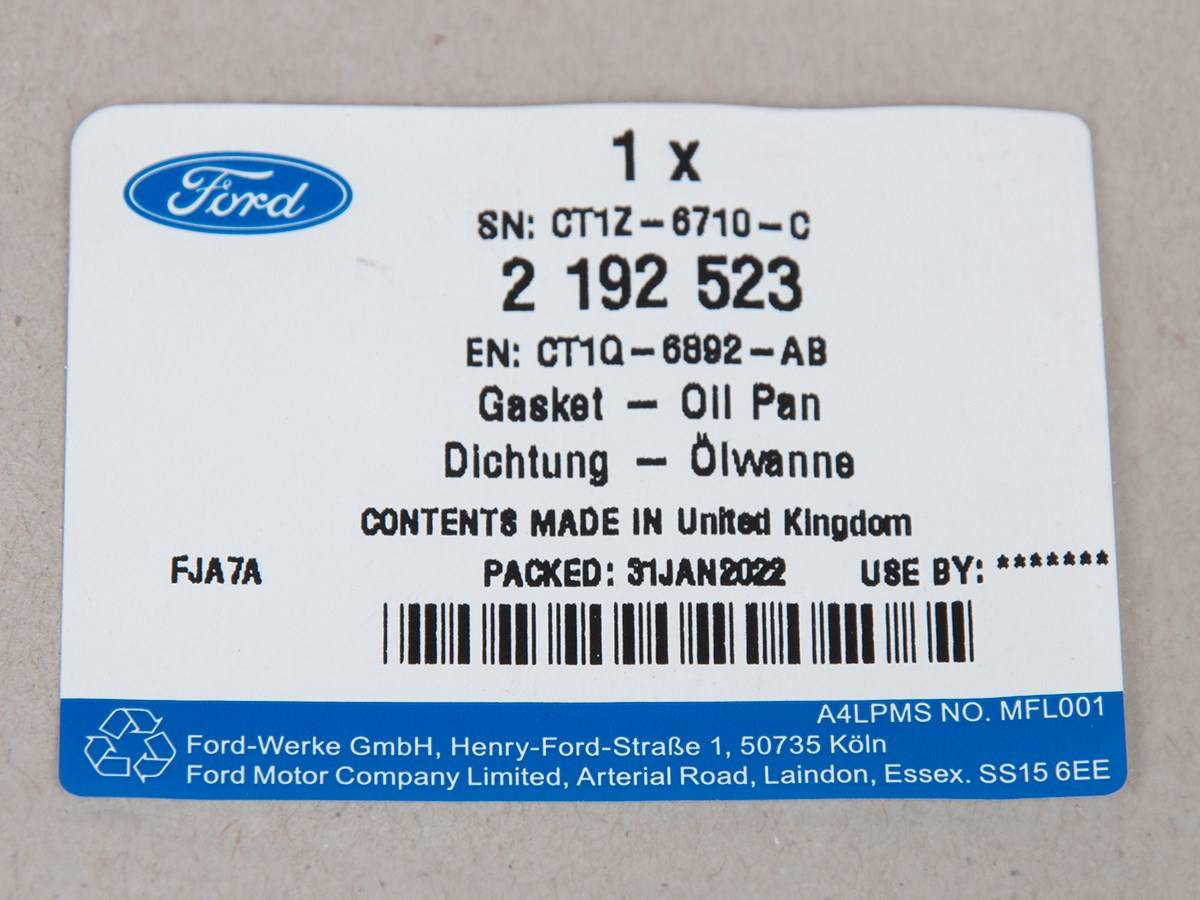 Ford
1 x
SN: CT1Z-6710-C
2 192 523
EN: CT1Q-6892-AB
Gasket - Oil Pan
Dichtung - Ölwanne
CONTENTS MADE IN United Kingdom
FJA7A PACKED: 31JAN2022 USE BY: *******
A4LPMS NO. MFL001
Ford-Werke GmbH, Henry-Ford-Straße 1, 50735 Köln
Ford Motor Company Limited, Arterial Road, Laindon, Essex. SS15 6EE